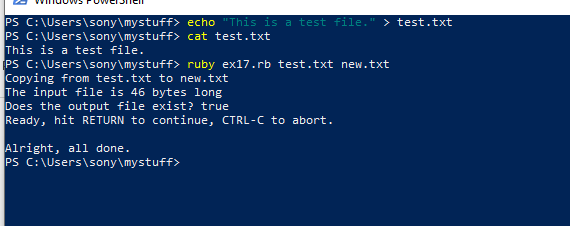 Windows PowerShell
PS C:\Users\sony\mystuff> echo "This is a test file." > test.txt
PS C:\Users\sony\mystuff> cat test.txt
This is a test file.
PS C:\Users\sony\mystuff> ruby ex17.rb test.txt new.txt
Copying from test.txt to new.txt
The input file is 46 bytes long
Does the output file exist? true
Ready, hit RETURN to continue, CTRL-C to abort.

Alright, all done.
PS C:\Users\sony\mystuff>